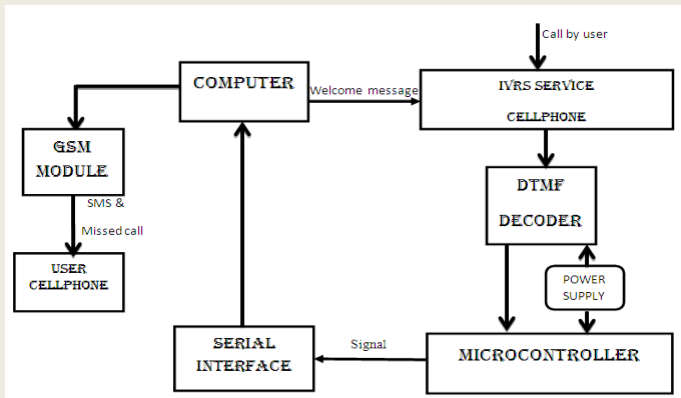 Call by user
COMPUTER
Welcome message
IVRS SERVICE
CELLPHONE
GSM
MODULE
DTMF
DECODER
SMS &
Missed call
USER
CELLPHONE
POWER
SUPPLY
SERIAL
INTERFACE
Signal
MICROCONTROLLER